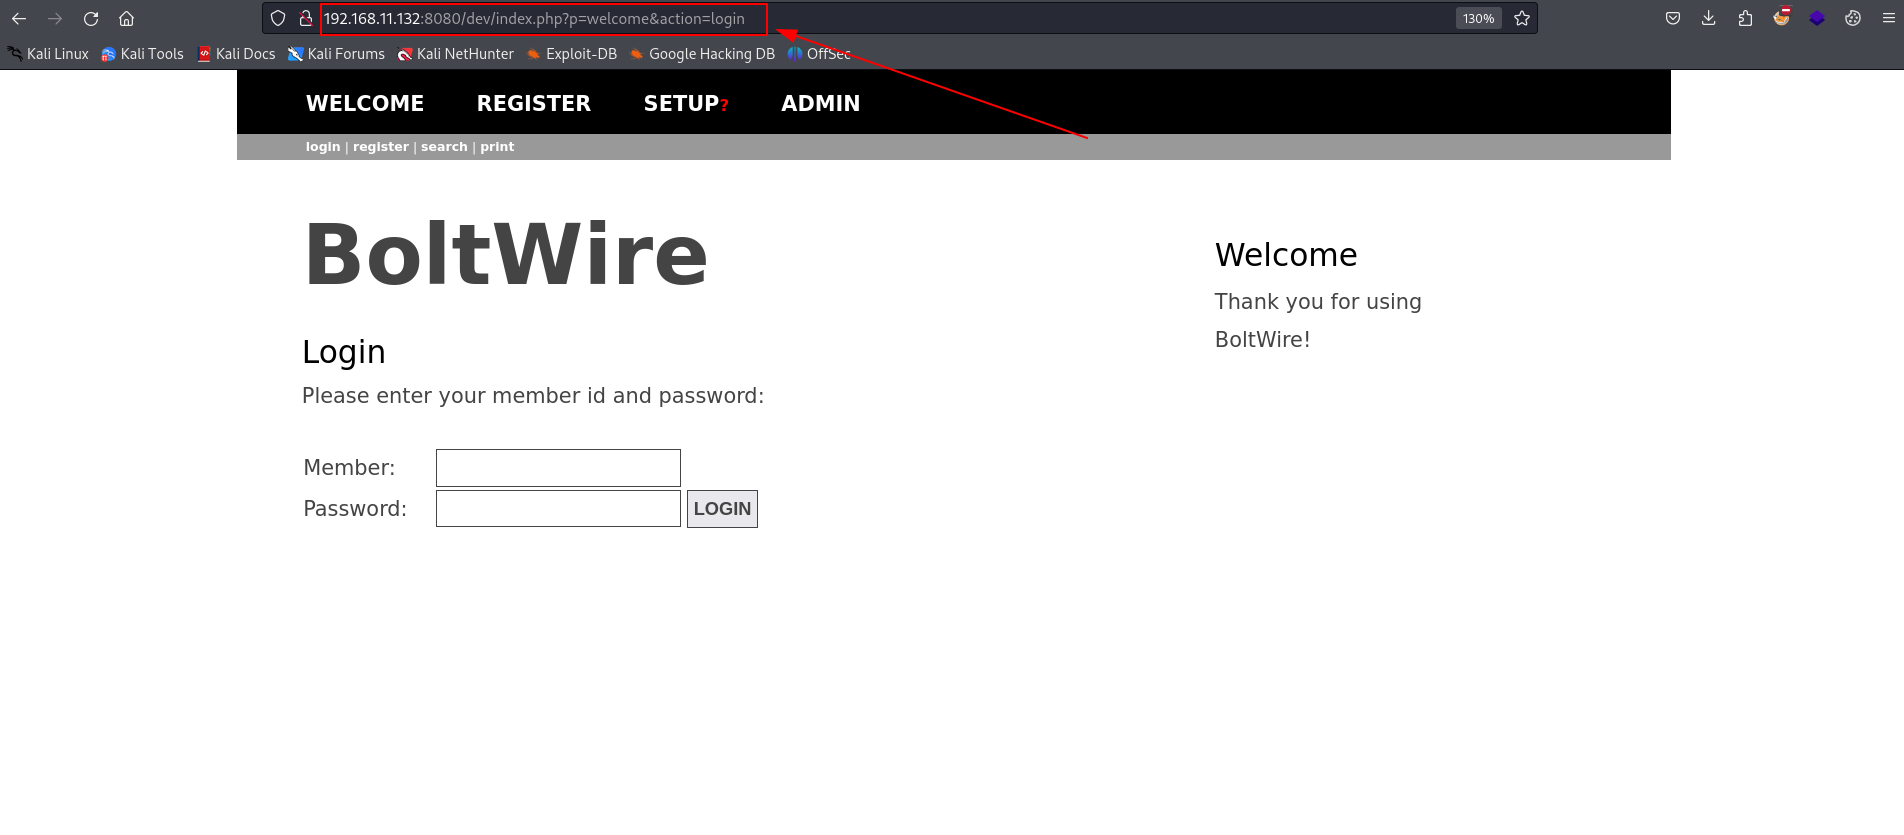 192.168.11.132:8080/dev/index.php?p=welcome&action=login 130%
Kali Linux Kali Tools Kali Docs Kali Forums Kali NetHunter Exploit-DB Google Hacking DB OffSec
WELCOME REGISTER SETUP? ADMIN
login | register | search | print
BoltWire
Welcome
Thank you for using
BoltWire!
Login
Please enter your member id and password:
Member:
Password: LOGIN